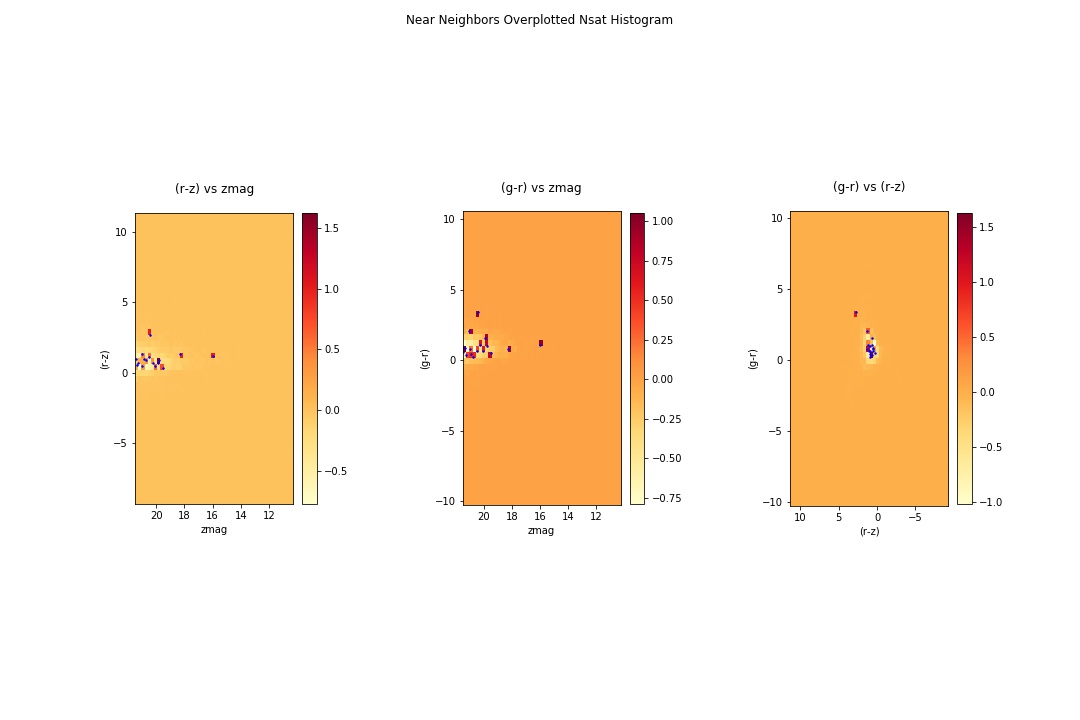 Near Neighbors Overplotted Nsat Histogram
(r-z) vs zmag
10
5
0
−5
(r-z)
20 18 16 14 12
zmag
1.5
1.0
0.5
0.0
−0.5
(g-r) vs zmag
10
5
0
−5
−10
(g-r)
20 18 16 14 12
zmag
1.00
0.75
0.50
0.25
0.00
−0.25
−0.50
−0.75
(g-r) vs (r-z)
10
5
0
−5
−10
(g-r)
10 5 0 −5
(r-z)
1.5
1.0
0.5
0.0
−0.5
−1.0